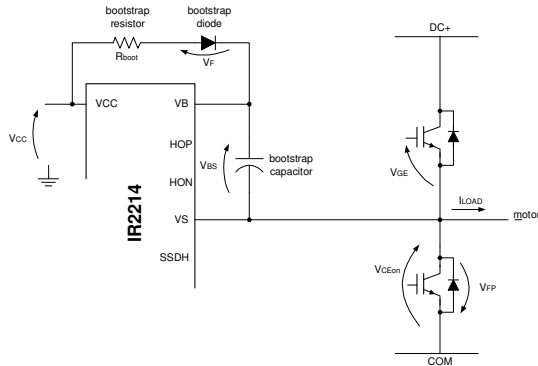 bootstrap
resistor
bootstrap
diode
DC+
Rboot
VF
VCC
VB
VCC
HOP
VBS
bootstrap
capacitor
VGE
HON
ILOAD
IR2214
VS
motor
SSDH
VCEon
VFP
COM